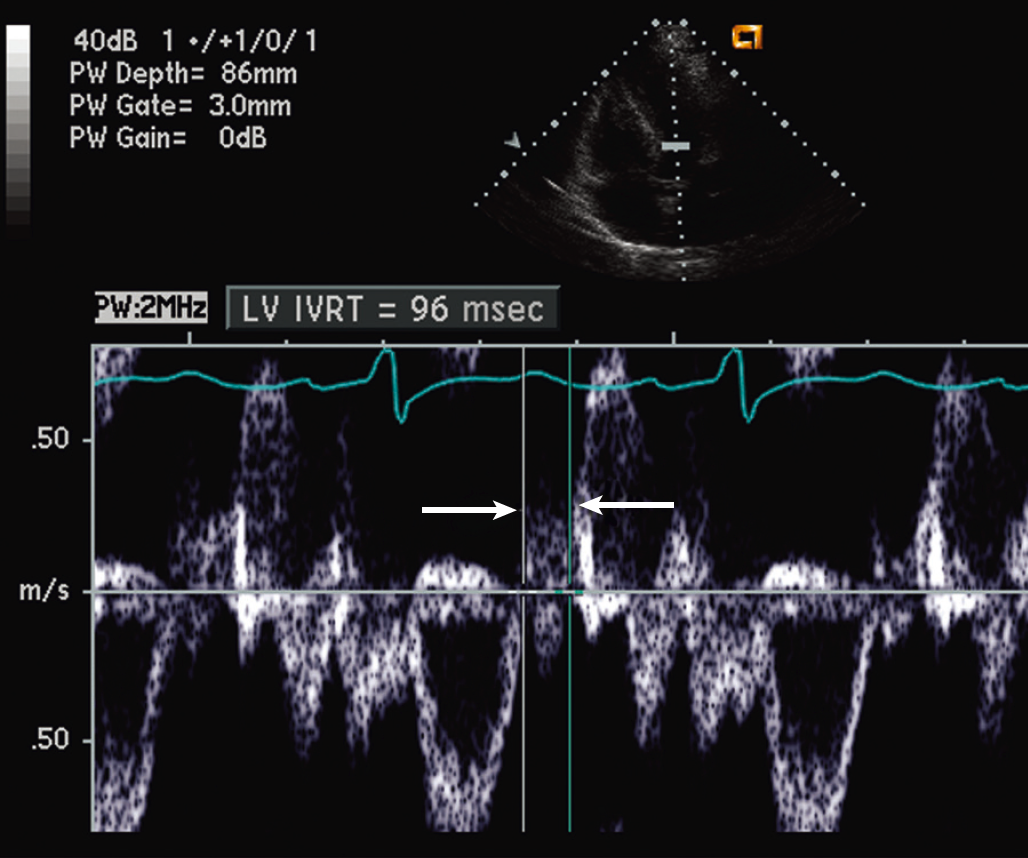 40dB 1 •/+1/0/ 1
PW Depth= 86mm
PW Gate= 3.0mm
PW Gain= 0dB
PW:2MHz
LV IVRT = 96 msec
.50
m/s
.50